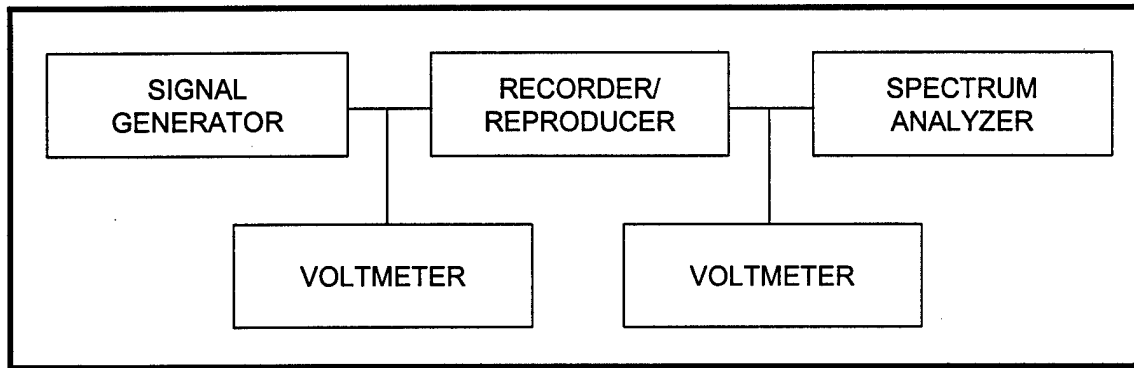 SIGNAL
GENERATOR
RECORDER/
REPRODUCER
SPECTRUM
ANALYZER
VOLTMETER
VOLTMETER